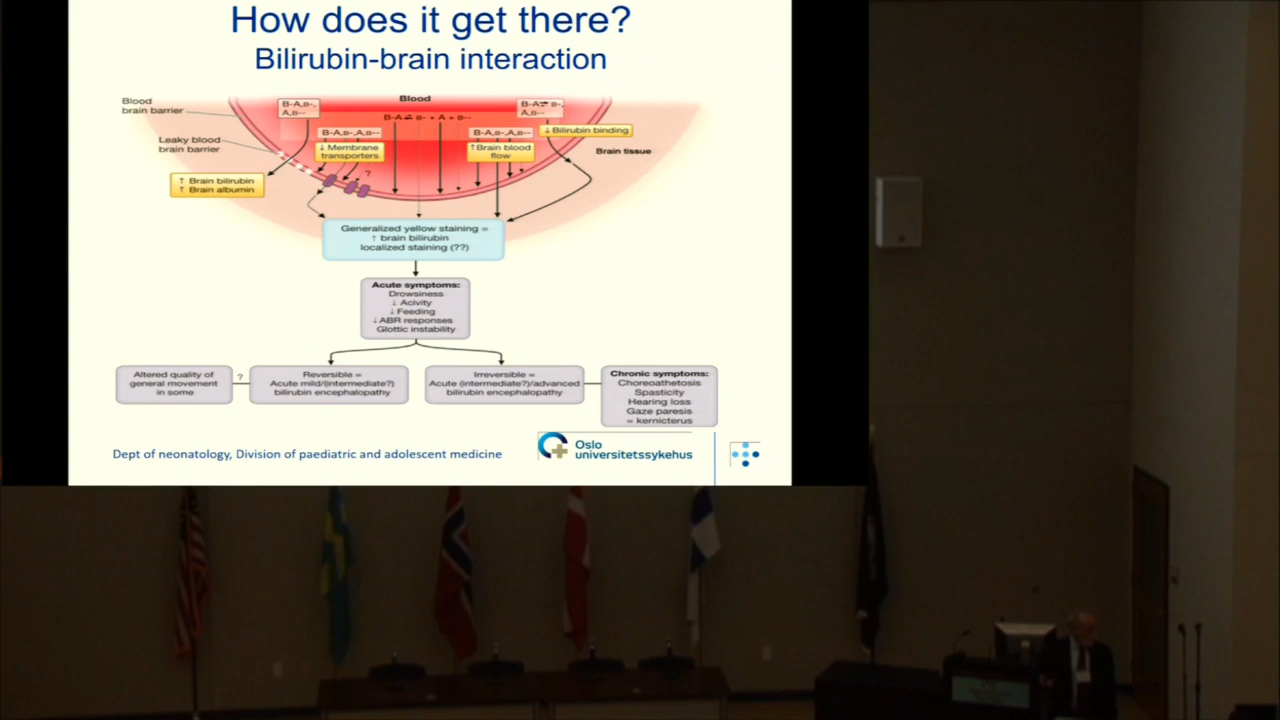 How does it get there?
Bilirubin-brain interaction
Blood
brain barrier
Leaky blood
brain barrier
B-A,B-,
A,B--
Blood
B-A⇌ B- + A + B--
B-A⇌ B-,
A,B--
B-A,B-,A,B--
↓ Membrane
transporters
?
B-A,B-,A,B--
↑ Brain blood
flow
↓ Bilirubin binding
Brain tissue
↑ Brain bilirubin
↑ Brain albumin
Generalized yellow staining =
↑ brain bilirubin
localized staining (??)
Acute symptoms:
Drowsiness
↓ Acivity
↓ Feeding
↓ ABR responses
Glottic instability
Altered quality of
general movement
in some
?
Reversible =
Acute mild/(intermediate?)
bilirubin encephalopathy
Irreversible =
Acute (intermediate?)/advanced
bilirubin encephalopathy
Chronic symptoms:
Choreoathetosis
Spasticity
Hearing loss
Gaze paresis
= kernicterus
Dept of neonatology, Division of paediatric and adolescent medicine
Oslo
universitetssykehus